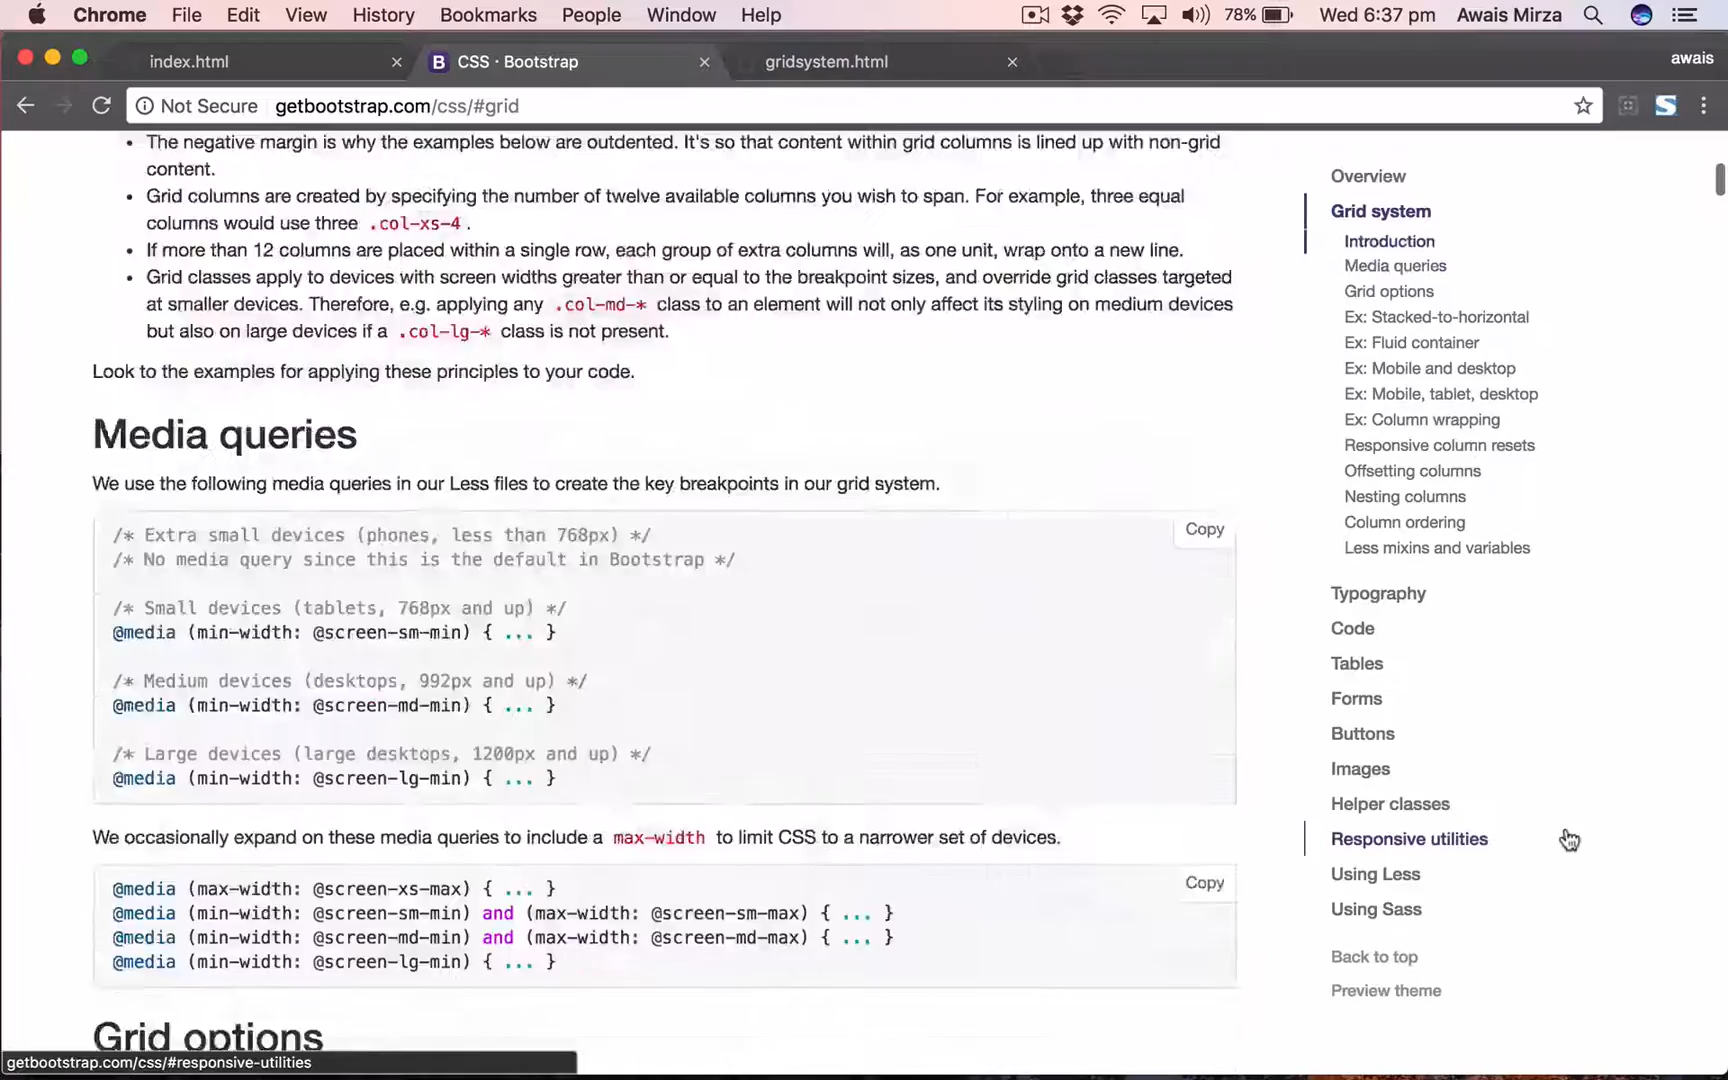 Chrome File Edit View History Bookmarks People Window Help 78% Wed 6:37 pm Awais Mirza
index.html × B CSS · Bootstrap × gridsystem.html × awais
Not Secure getbootstrap.com/css/#grid
• The negative margin is why the examples below are outdented. It's so that content within grid columns is lined up with non-grid
content.
• Grid columns are created by specifying the number of twelve available columns you wish to span. For example, three equal
columns would use three .col-xs-4 .
• If more than 12 columns are placed within a single row, each group of extra columns will, as one unit, wrap onto a new line.
• Grid classes apply to devices with screen widths greater than or equal to the breakpoint sizes, and override grid classes targeted
at smaller devices. Therefore, e.g. applying any .col-md-* class to an element will not only affect its styling on medium devices
but also on large devices if a .col-lg-* class is not present.
Look to the examples for applying these principles to your code.
Media queries
We use the following media queries in our Less files to create the key breakpoints in our grid system.
Copy
/* Extra small devices (phones, less than 768px) */
/* No media query since this is the default in Bootstrap */
/* Small devices (tablets, 768px and up) */
@media (min-width: @screen-sm-min) { ... }
/* Medium devices (desktops, 992px and up) */
@media (min-width: @screen-md-min) { ... }
/* Large devices (large desktops, 1200px and up) */
@media (min-width: @screen-lg-min) { ... }
We occasionally expand on these media queries to include a max-width to limit CSS to a narrower set of devices.
Copy
@media (max-width: @screen-xs-max) { ... }
@media (min-width: @screen-sm-min) and (max-width: @screen-sm-max) { ... }
@media (min-width: @screen-md-min) and (max-width: @screen-md-max) { ... }
@media (min-width: @screen-lg-min) { ... }
Grid options
Overview
Grid system
Introduction
Media queries
Grid options
Ex: Stacked-to-horizontal
Ex: Fluid container
Ex: Mobile and desktop
Ex: Mobile, tablet, desktop
Ex: Column wrapping
Responsive column resets
Offsetting columns
Nesting columns
Column ordering
Less mixins and variables
Typography
Code
Tables
Forms
Buttons
Images
Helper classes
Responsive utilities
Using Less
Using Sass
Back to top
Preview theme
getbootstrap.com/css/#responsive-utilities